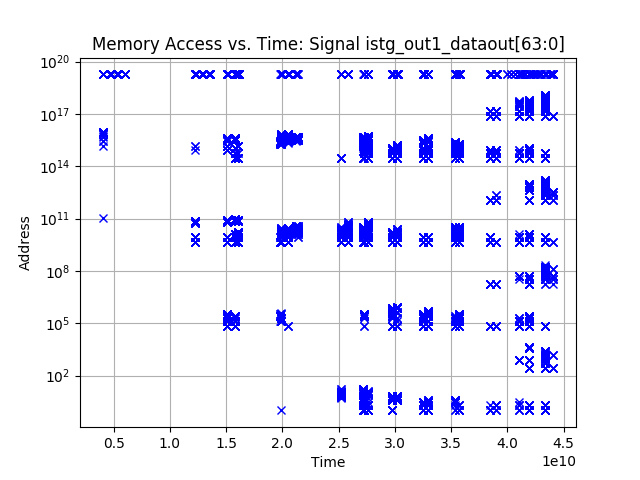 Memory Access vs. Time: Signal istg_out1_dataout[63:0]
10^20
10^17
10^14
10^11
10^8
10^5
10^2
Address
0.5 1.0 1.5 2.0 2.5 3.0 3.5 4.0 4.5
1e10
Time